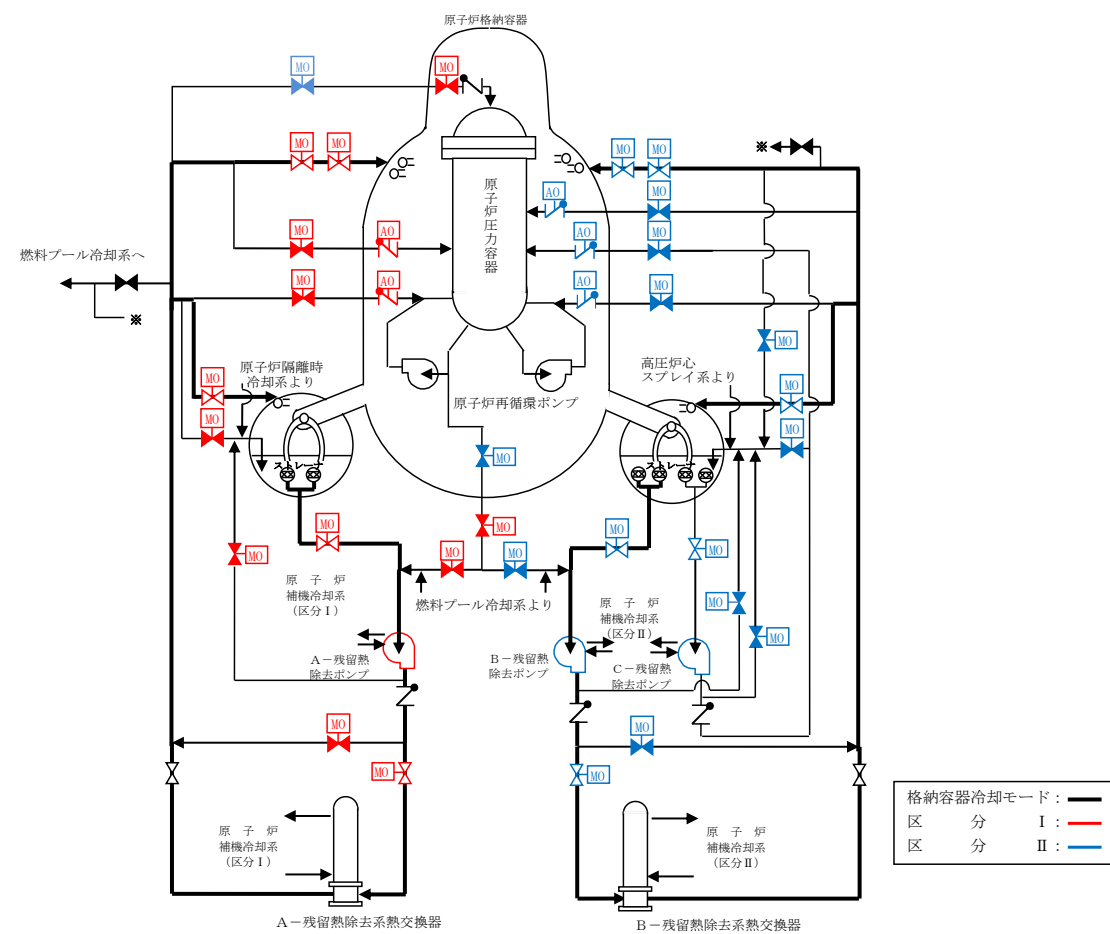 原子炉格納容器
MO
MO
MO
MO
MO
MO
※
MO
AO
原子炉圧力容器
MO
AO
AO
MO
燃料プール冷却系へ
MO
AO
AO
MO
※
MO
原子炉隔離時
冷却系より
高圧炉心
スプレイ系より
MO
MO
原子炉再循環ポンプ
MO
MO
MO
ストレーナ
ストレーナ
MO
MO
MO
MO
MO
MO
MO
原 子 炉
補機冷却系
(区分Ⅰ)
燃料プール冷却系より
原 子 炉
補機冷却系
(区分Ⅱ)
MO
MO
A-残留熱
除去ポンプ
B-残留熱
除去ポンプ
C-残留熱
除去ポンプ
MO
MO
MO
MO
原 子 炉
補機冷却系
(区分Ⅰ)
原 子 炉
補機冷却系
(区分Ⅱ)
格納容器冷却モード:
区 分 Ⅰ:
区 分 Ⅱ:
A-残留熱除去系熱交換器
B-残留熱除去系熱交換器